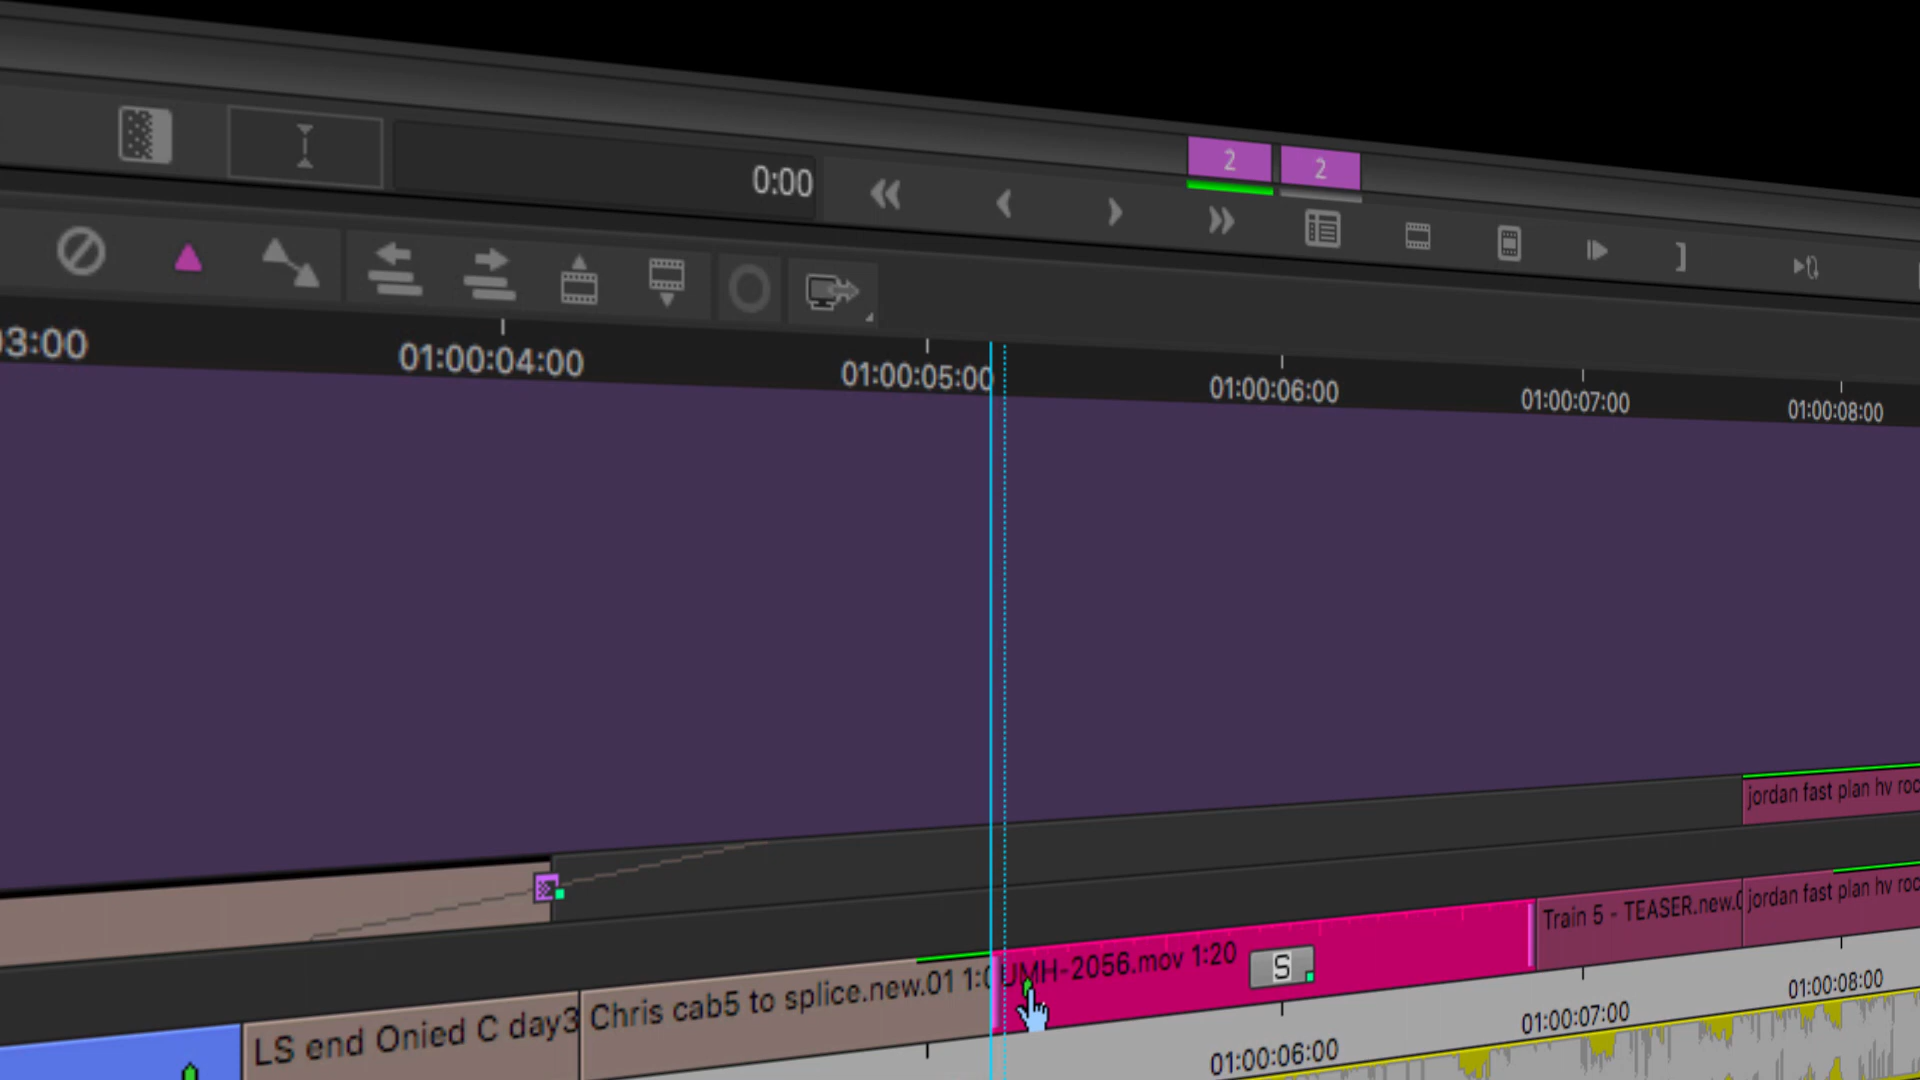 2
2
0:00
03:00
01:00:04:00
01:00:05:00
01:00:06:00
01:00:07:00
01:00:08:00
jordan fast plan hv roc
LS end Onied C day3
Chris cab5 to splice.new.01 1:0
UMH-2056.mov 1:20
S
Train 5 - TEASER.new.0
jordan fast plan hv roc
01:00:06:00
01:00:07:00
01:00:08:00